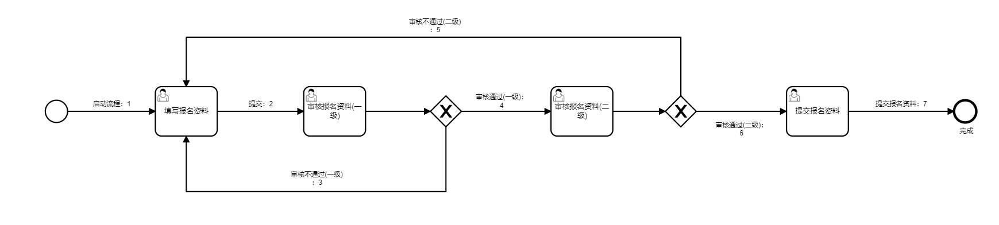 审核不通过(二级)
：5
启动流程：1
填写报名资料
提交：2
审核报名资料(一
级)
审核通过(一级)：
4
审核报名资料(二
级)
审核通过(二级)：
6
提交报名资料
提交报名资料：7
完成
审核不通过(一级)
：3